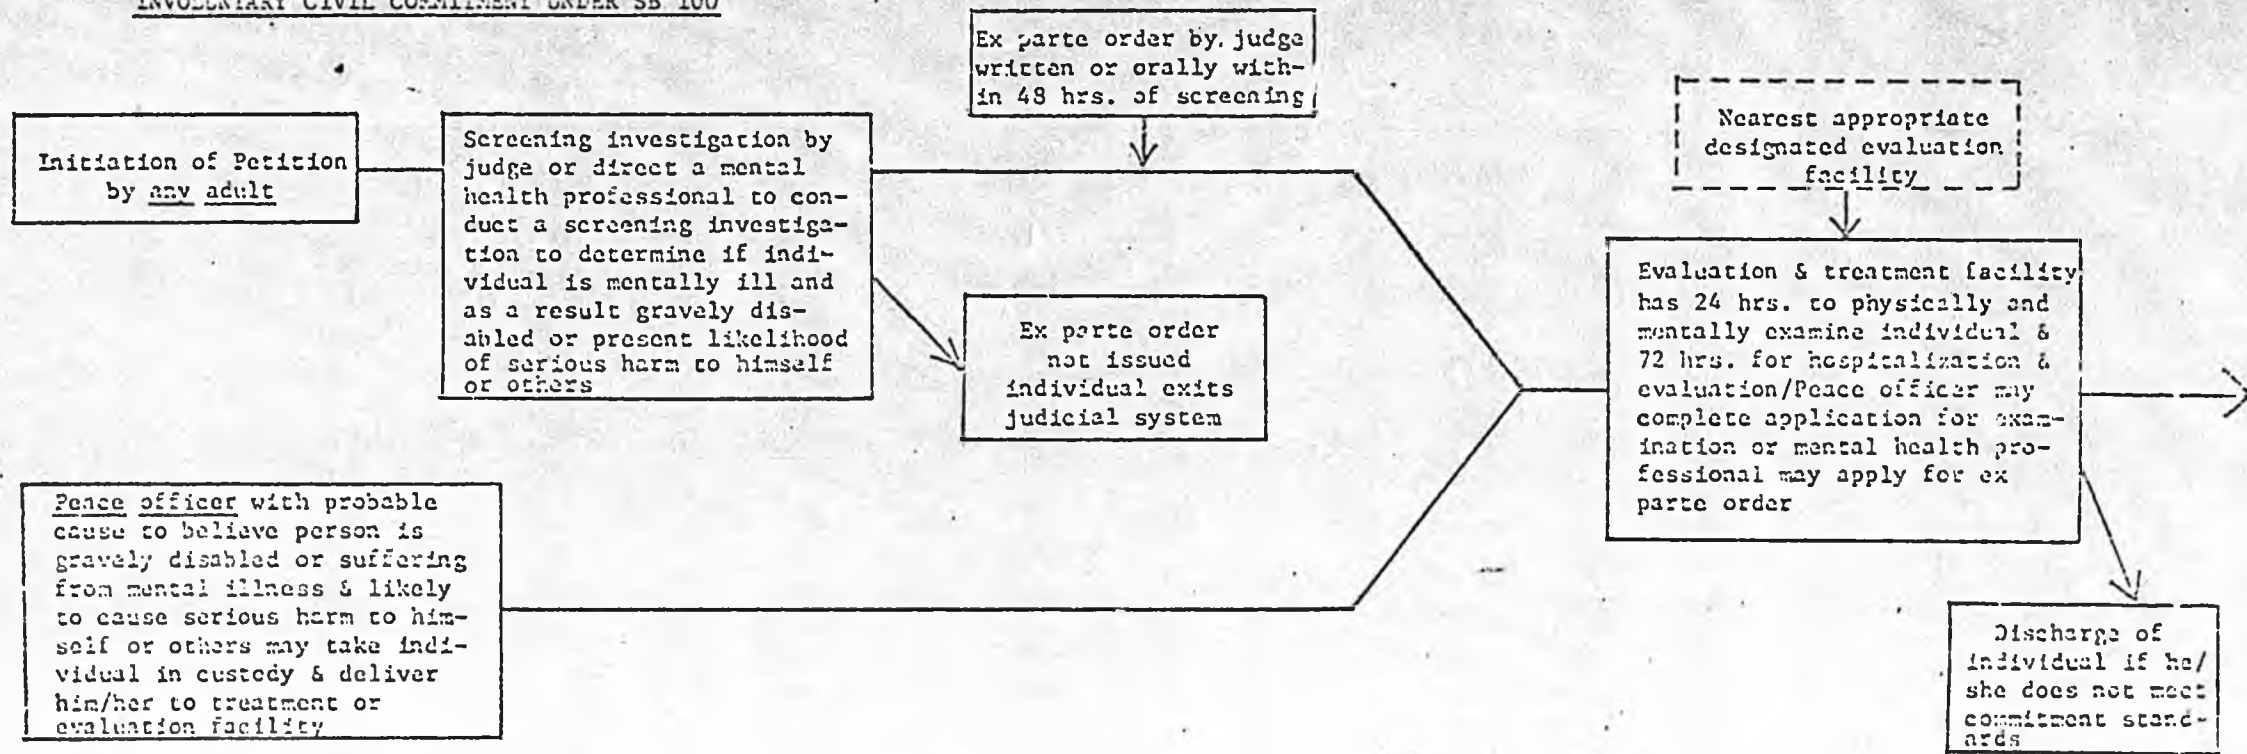 INVOLUNTARY CIVIL COMMITMENT UNDER SB 100
Ex parte order by judge
written or orally with-
in 48 hrs. of screening
Initiation of Petition
by any adult
Screening investigation by
judge or direct a mental
health professional to con-
duct a screening investiga-
tion to determine if indi-
vidual is mentally ill and
as a result gravely dis-
abled or present likelihood
of serious harm to himself
or others
Ex parte order
not issued
individual exits
judicial system
Nearest appropriate
designated evaluation
facility
Evaluation & treatment facility
has 24 hrs. to physically and
mentally examine individual &
72 hrs. for hospitalization &
evaluation/Peace officer may
complete application for exam-
ination or mental health pro-
fessional may apply for ex
parte order
Peace officer with probable
cause to believe person is
gravely disabled or suffering
from mental illness & likely
to cause serious harm to him-
self or others may take indi-
vidual in custody & deliver
him/her to treatment or
evaluation facility
Discharge of
individual if he/
she does not meet
commitment stand-
ards